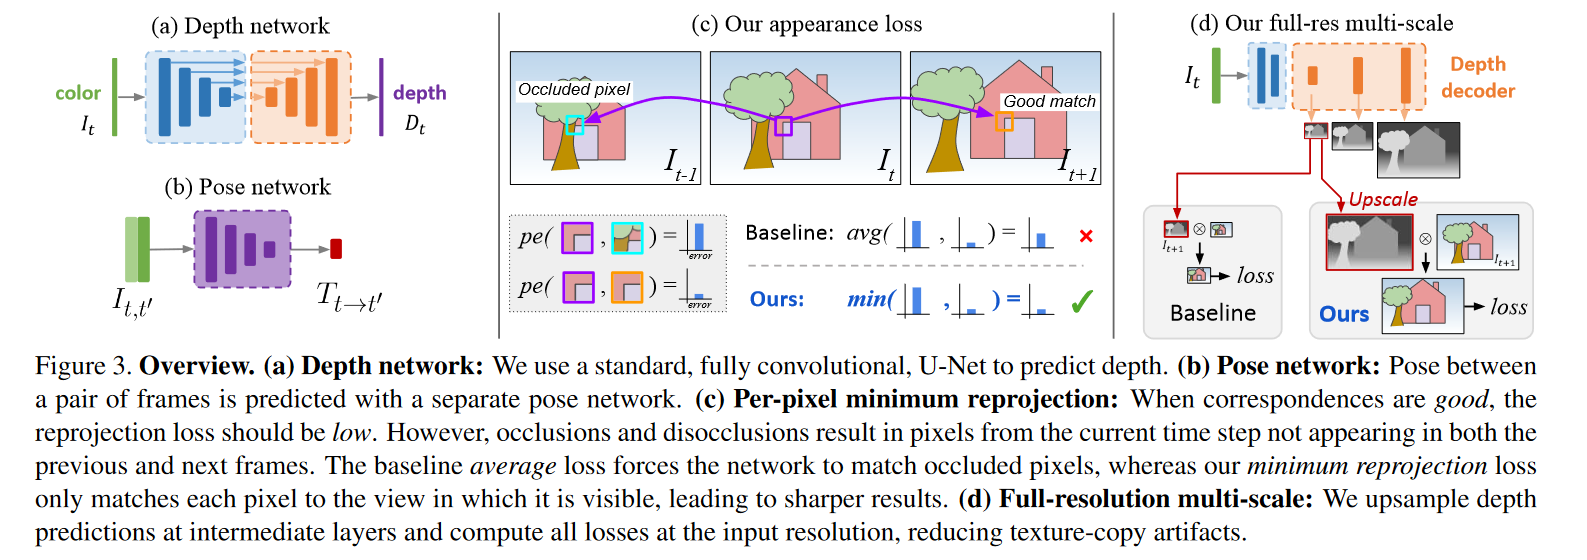 (a) Depth network
color
I_t
depth
D_t
(b) Pose network
I_{t,t′}
T_{t→t′}
(c) Our appearance loss
Occluded pixel
Good match
I_{t-1}
I_t
I_{t+1}
pe( , ) =
error
pe( , ) =
error
Baseline: avg( , ) = ×
Ours: min( , ) = ✓
(d) Our full-res multi-scale
I_t
Depth
decoder
Upscale
⊗
I_{t+1}
loss
Baseline
⊗
I_{t+1}
loss
Ours
Figure 3. Overview. (a) Depth network: We use a standard, fully convolutional, U-Net to predict depth. (b) Pose network: Pose between
a pair of frames is predicted with a separate pose network. (c) Per-pixel minimum reprojection: When correspondences are good, the
reprojection loss should be low. However, occlusions and disocclusions result in pixels from the current time step not appearing in both the
previous and next frames. The baseline average loss forces the network to match occluded pixels, whereas our minimum reprojection loss
only matches each pixel to the view in which it is visible, leading to sharper results. (d) Full-resolution multi-scale: We upsample depth
predictions at intermediate layers and compute all losses at the input resolution, reducing texture-copy artifacts.